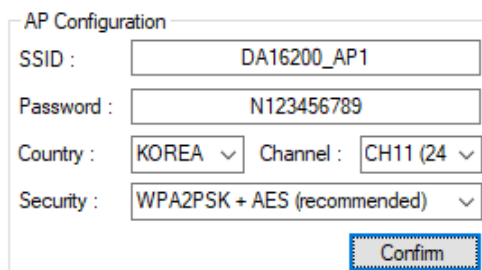 AP Configuration
SSID : DA16200_AP1
Password : N123456789
Country : KOREA Channel : CH11 (24
Security : WPA2PSK + AES (recommended)
Confirm